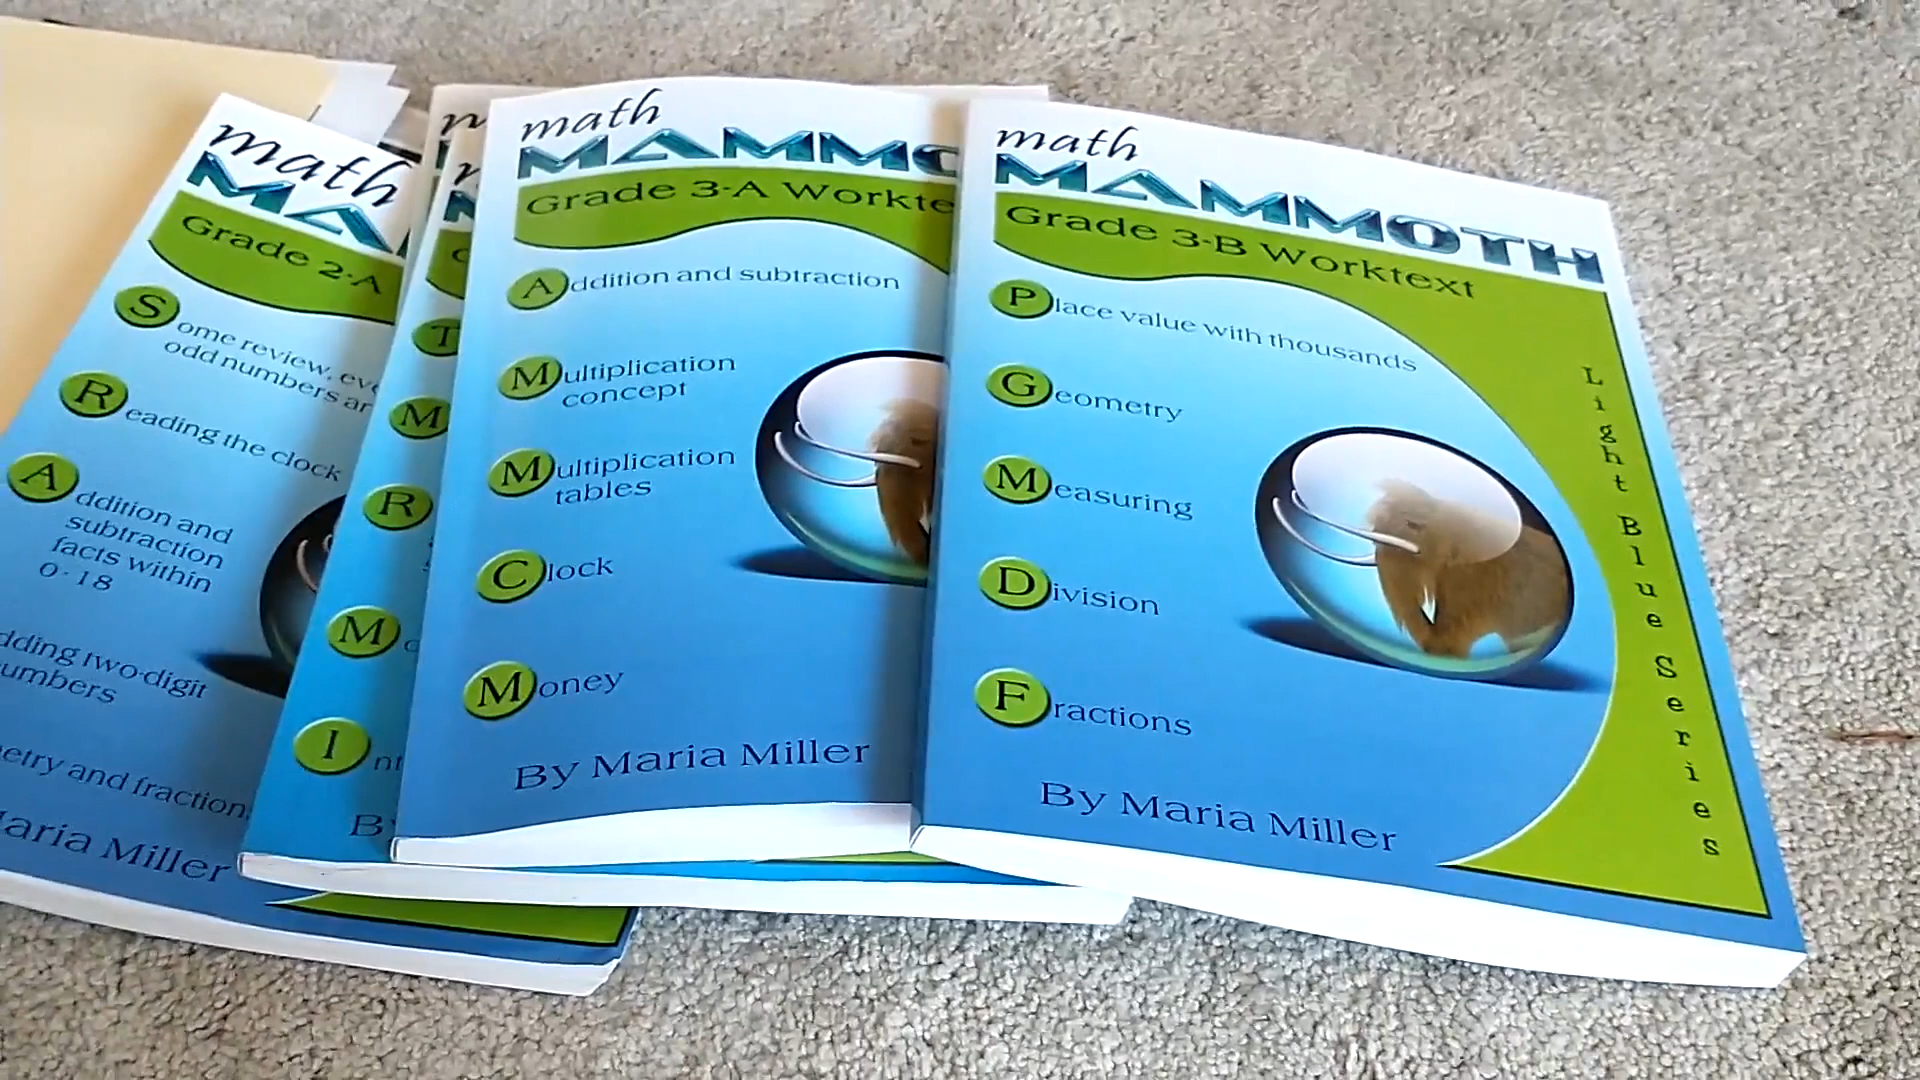 math
Grade 2-A
Some review, eve
odd numbers ar
Reading the clock
Addition and
subtraction
facts within
0-18
dding two-digit
umbers
etry and fraction
aria Miller
T
M
R
M
I
By
math
Grade 3-A Workte
Addition and subtraction
Multiplication
concept
Multiplication
tables
Clock
Money
By Maria Miller
math
MAMMOTH
Grade 3-B Worktext
Place value with thousands
Geometry
Measuring
Division
Fractions
By Maria Miller
Light Blue Series